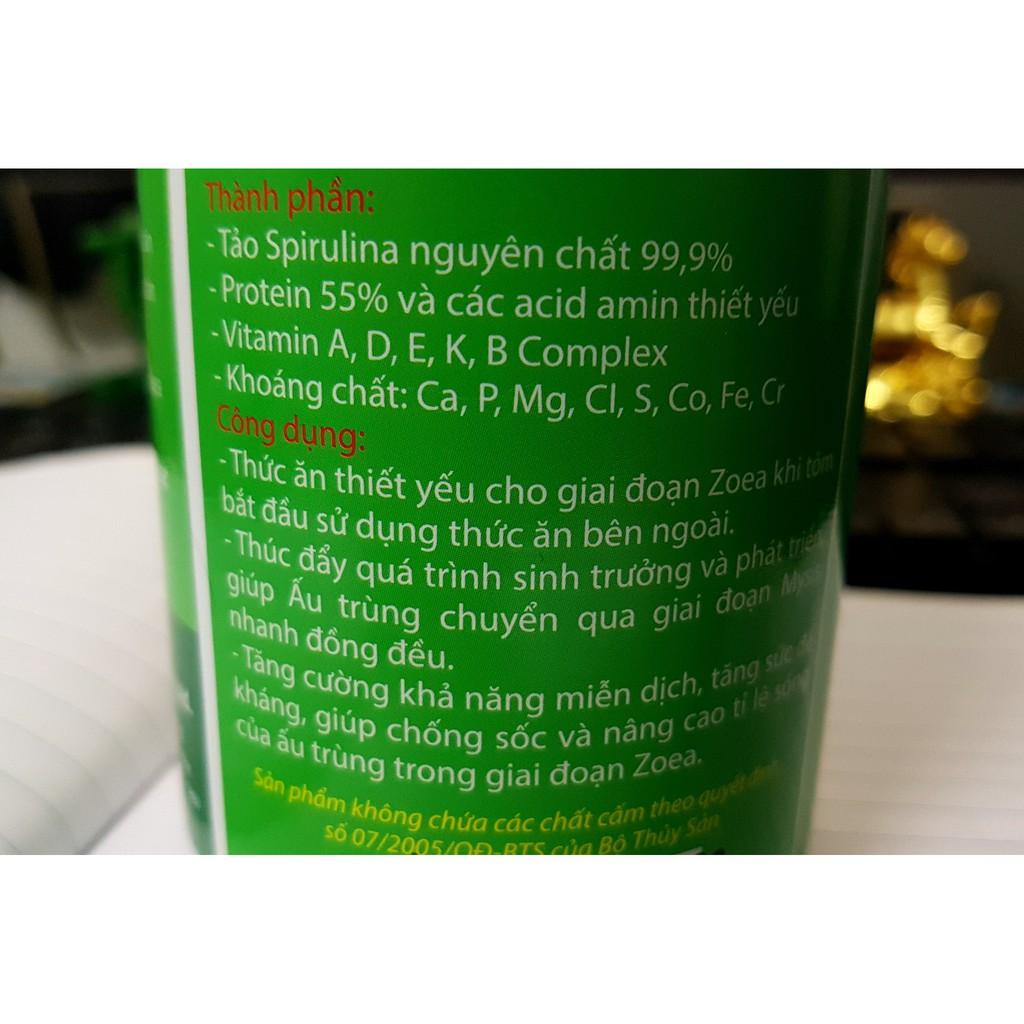 Thành phần:
-Tảo Spirulina nguyên chất 99,9%
-Protein 55% và các acid amin thiết yếu
-Vitamin A, D, E, K, B Complex
-Khoáng chất: Ca, P, Mg, Cl, S, Co, Fe, Cr
Công dụng:
-Thức ăn thiết yếu cho giai đoạn Zoea khi tôm
bắt đầu sử dụng thức ăn bên ngoài.
-Thúc đẩy quá trình sinh trưởng và phát triển
giúp Ấu trùng chuyển qua giai đoạn Mysis
nhanh đồng đều.
-Tăng cường khả năng miễn dịch, tăng sức đề
kháng, giúp chống sốc và nâng cao tỉ lệ sống
của ấu trùng trong giai đoạn Zoea.
Sản phẩm không chứa các chất cấm theo quyết định
số 07/2005/QĐ-BTS của Bộ Thủy Sản